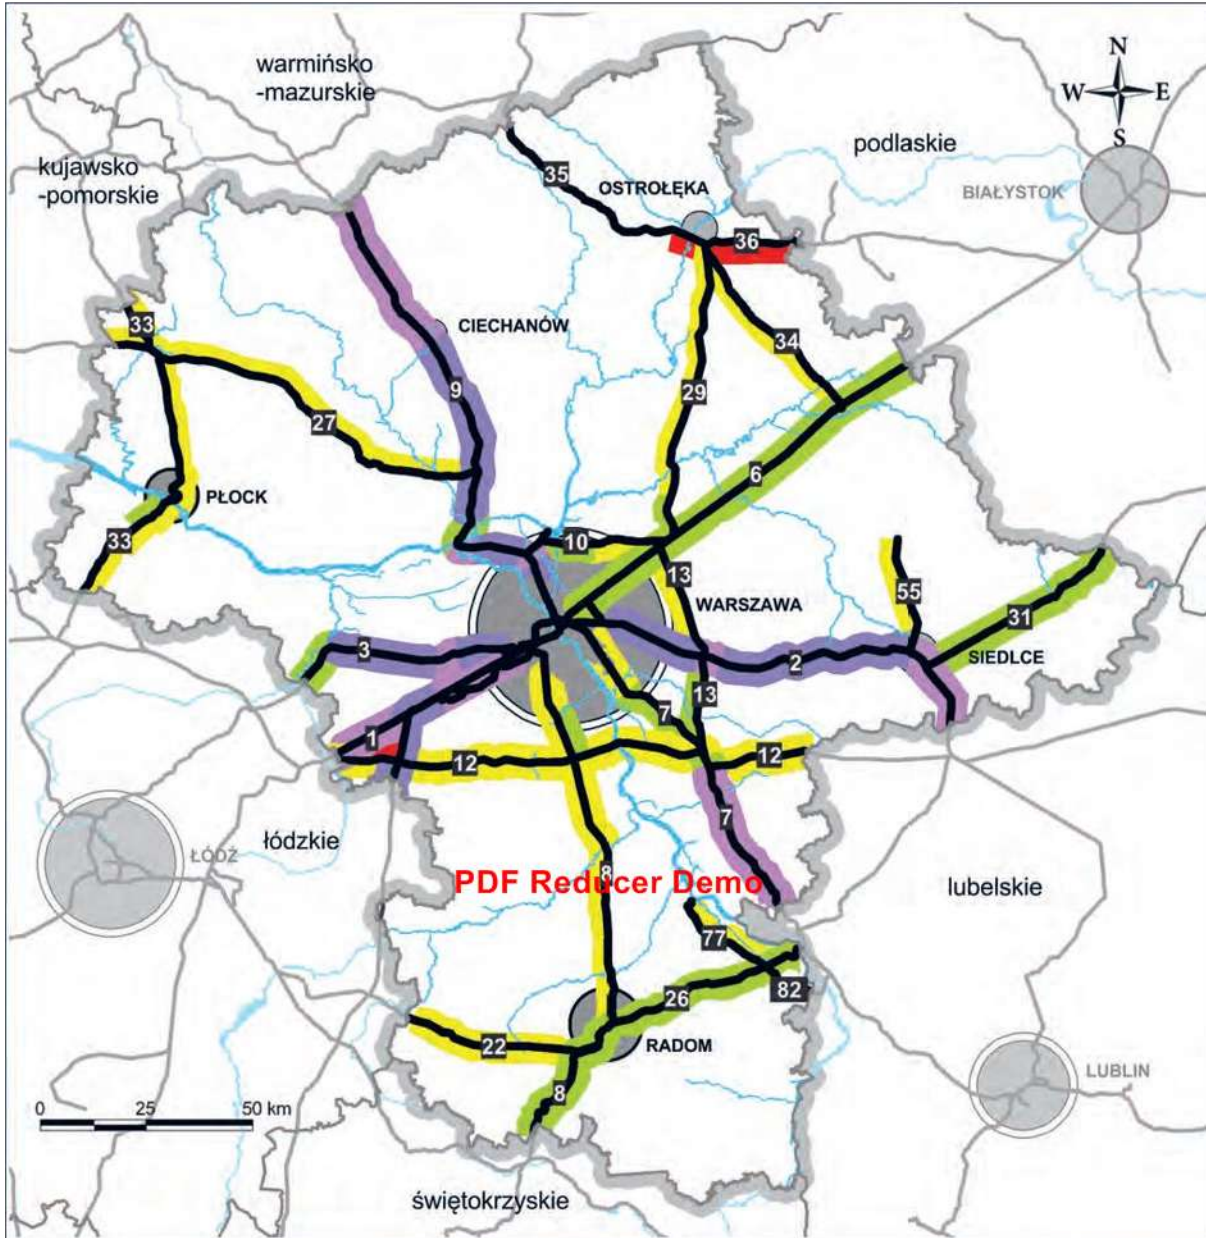 N
warmińsko
-mazurskie
W E
S
podlaskie
kujawsko
-pomorskie
35
OSTROŁĘKA
BIAŁYSTOK
36
33
CIECHANÓW
34
9
29
27
6
PŁOCK
33
10
13
WARSZAWA
55
31
3
2
SIEDLCE
13
7
1
12
12
7
łódzkie
ŁÓDŹ
8
PDF Reducer Demo
lubelskie
77
82
26
22
RADOM
LUBLIN
8
0 25 50 km
świętokrzyskie